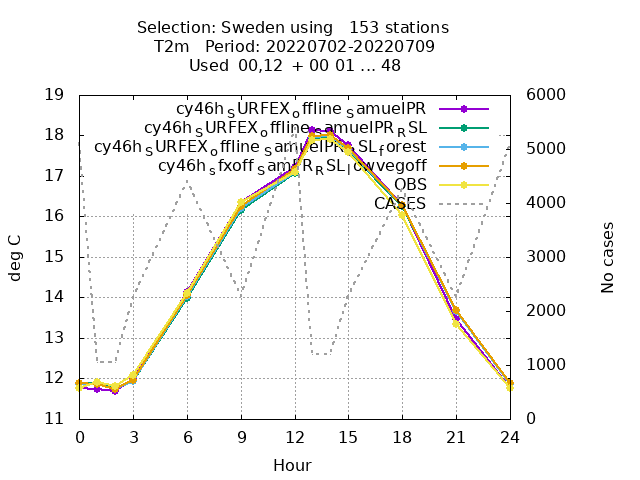 Selection: Sweden using 153 stations
T2m Period: 20220702-20220709
Used 00,12 + 00 01 ... 48
19
18
17
16
15
14
13
12
11
deg C
6000
5000
4000
3000
2000
1000
0
No cases
cy46h_SURFEX_offline_samuelPR
cy46h_SURFEX_offline_samuelPR_RSL
cy46h_SURFEX_offline_samuelPR_RSL_forest
cy46h_sfxoff_samPR_RSL_lowvegoff
OBS
CASES
0 3 6 9 12 15 18 21 24
Hour